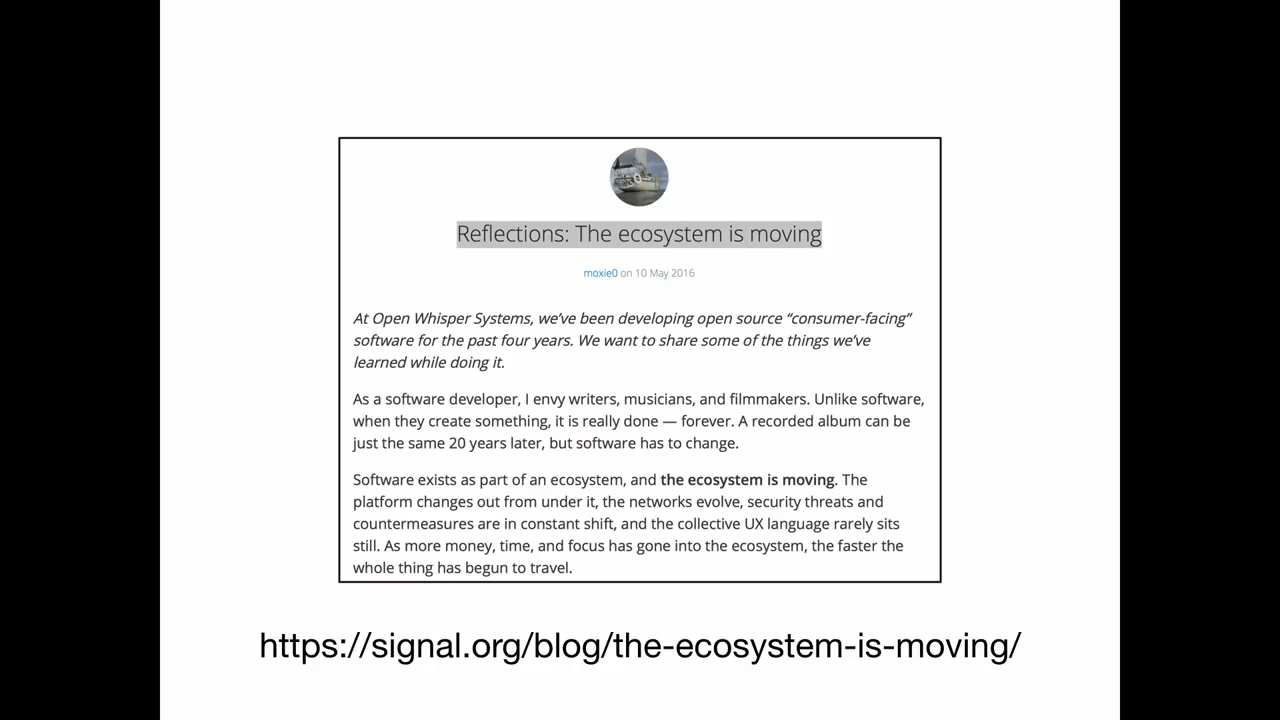 Reflections: The ecosystem is moving
moxie0 on 10 May 2016
At Open Whisper Systems, we’ve been developing open source “consumer-facing”
software for the past four years. We want to share some of the things we’ve
learned while doing it.
As a software developer, I envy writers, musicians, and filmmakers. Unlike software,
when they create something, it is really done — forever. A recorded album can be
just the same 20 years later, but software has to change.
Software exists as part of an ecosystem, and the ecosystem is moving. The
platform changes out from under it, the networks evolve, security threats and
countermeasures are in constant shift, and the collective UX language rarely sits
still. As more money, time, and focus has gone into the ecosystem, the faster the
whole thing has begun to travel.
https://signal.org/blog/the-ecosystem-is-moving/